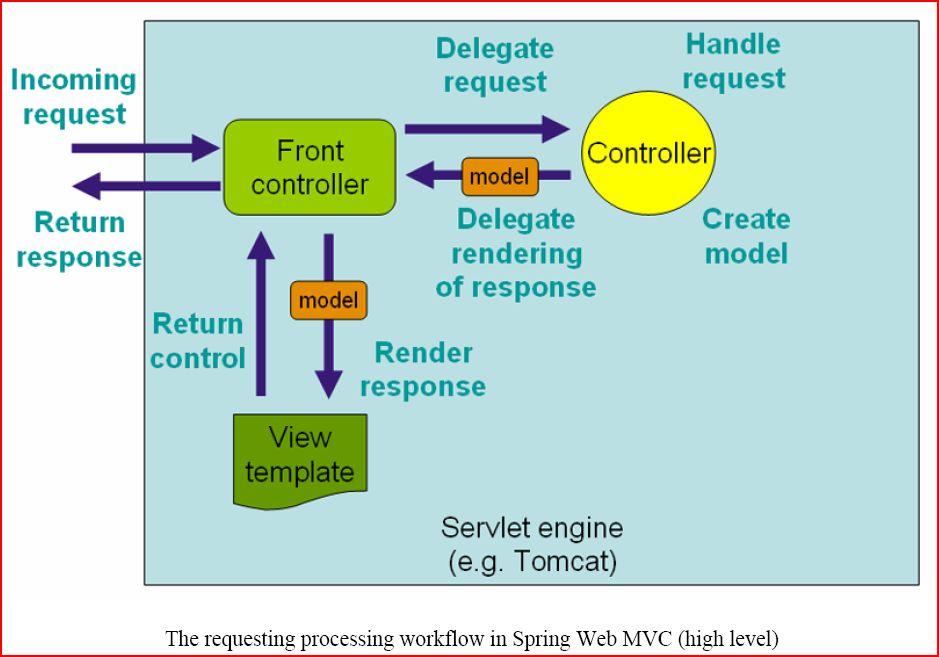 Incoming
request
Return
response
Front
controller
Delegate
request
Handle
request
Controller
model
Delegate
rendering
of response
Create
model
Return
control
model
Render
response
View
template
Servlet engine
(e.g. Tomcat)
The requesting processing workflow in Spring Web MVC (high level)